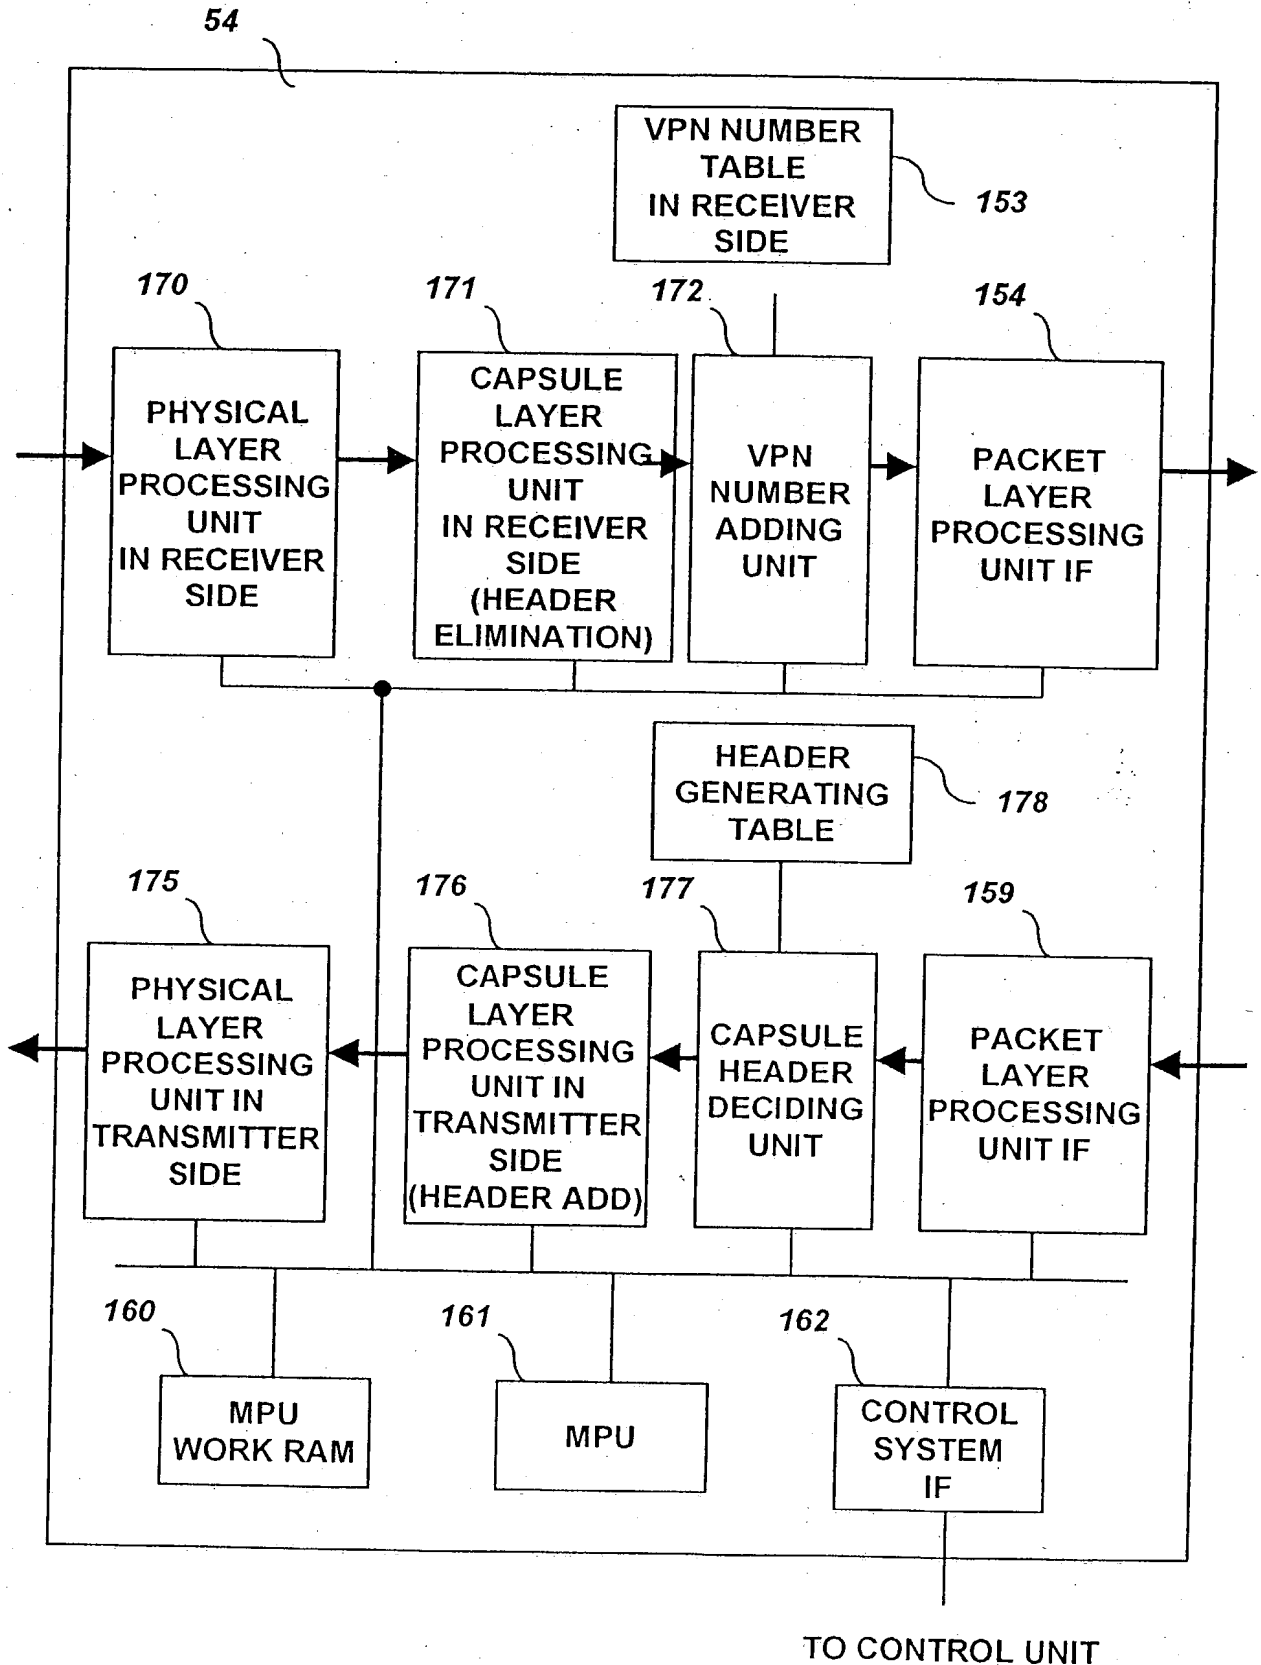 54
VPN NUMBER
TABLE
IN RECEIVER
SIDE
153
170
171
172
154
PHYSICAL
LAYER
PROCESSING
UNIT
IN RECEIVER
SIDE
CAPSULE
LAYER
PROCESSING
UNIT
IN RECEIVER
SIDE
(HEADER
ELIMINATION)
VPN
NUMBER
ADDING
UNIT
PACKET
LAYER
PROCESSING
UNIT IF
HEADER
GENERATING
TABLE
178
175
176
177
159
PHYSICAL
LAYER
PROCESSING
UNIT IN
TRANSMITTER
SIDE
CAPSULE
LAYER
PROCESSING
UNIT IN
TRANSMITTER
SIDE
(HEADER ADD)
CAPSULE
HEADER
DECIDING
UNIT
PACKET
LAYER
PROCESSING
UNIT IF
160
161
162
MPU
WORK RAM
MPU
CONTROL
SYSTEM
IF
TO CONTROL UNIT